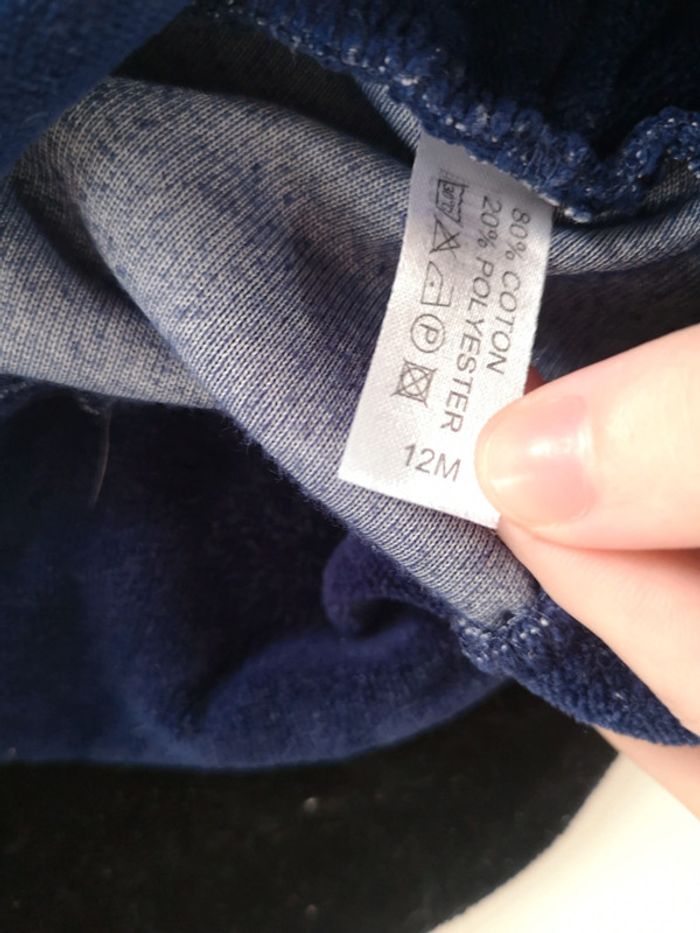 80% COTON
20% POLYESTER
P
12M